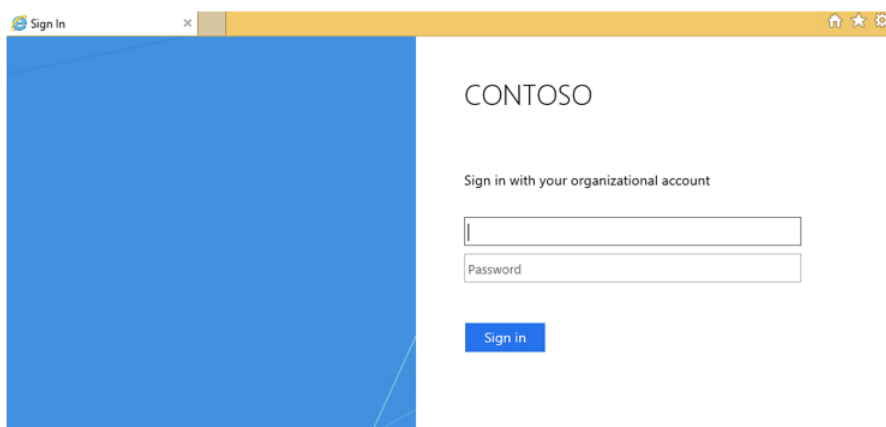 Sign In
CONTOSO
Sign in with your organizational account
Password
Sign in